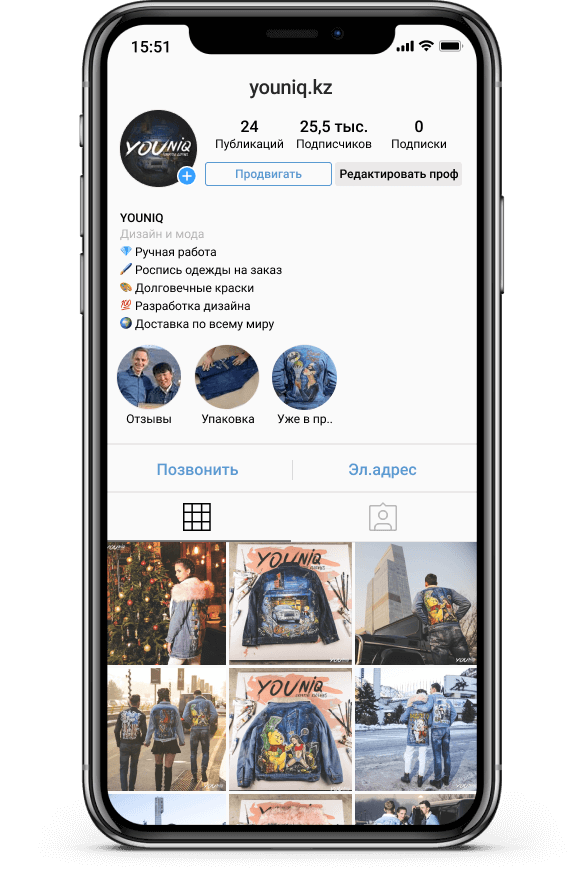 15:51
youniq.kz
YOUNIQ
24
25,5 тыс.
0
Публикаций
Подписчиков
Подписки
Продвигать
Редактировать проф
YOUNIQ
Дизайн и мода
Ручная работа
Роспись одежды на заказ
Долговечные краски
Разработка дизайна
Доставка по всему миру
Отзывы
Упаковка
Уже в пр..
Позвонить
Эл.адрес
YOUNIQ
YOUNIQ